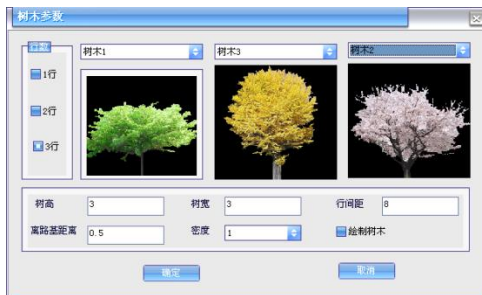 树木参数
行数
树木1
树木3
树木2
1行
2行
3行
树高
3
树宽
3
行间距
8
离路基距离
0.5
密度
1
绘制树木
确定
取消